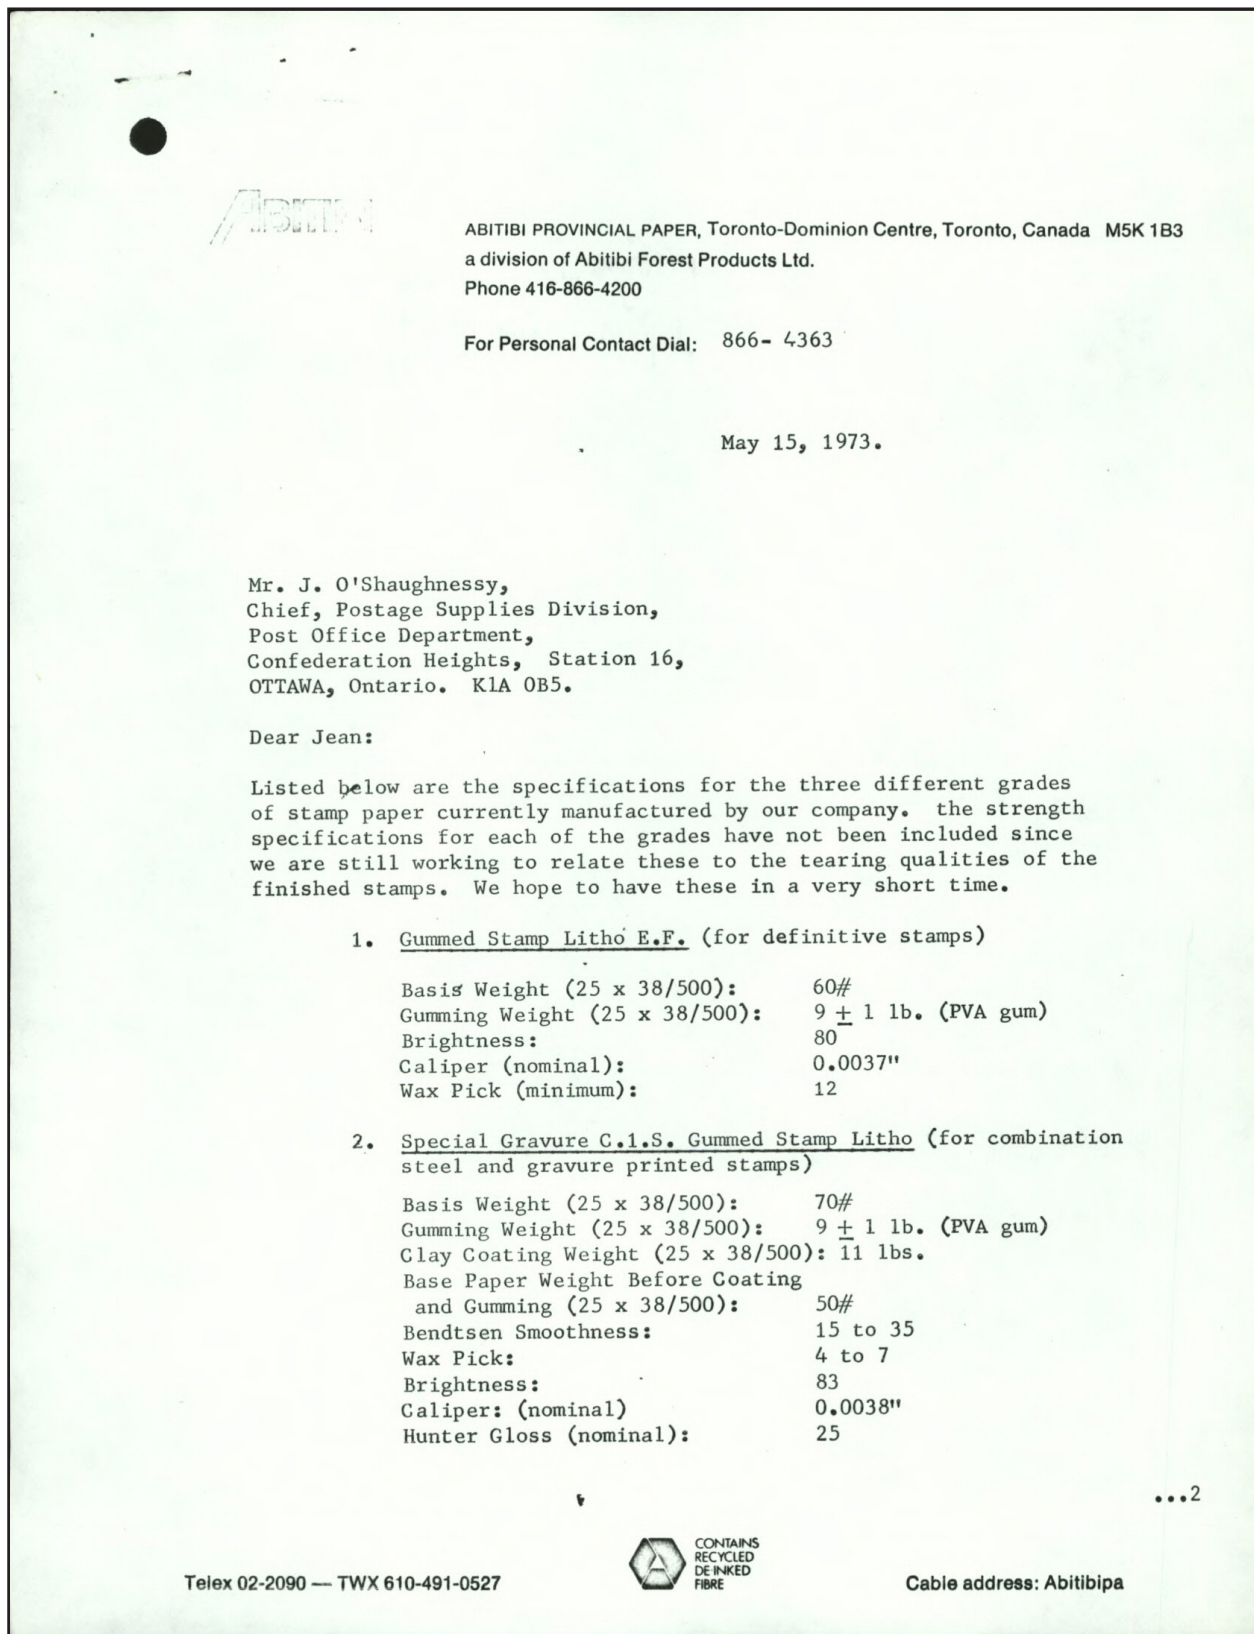 ABITIBI
ABITIBI PROVINCIAL PAPER, Toronto-Dominion Centre, Toronto, Canada M5K 1B3
a division of Abitibi Forest Products Ltd.
Phone 416-866-4200
For Personal Contact Dial: 866- 4363
May 15, 1973.
Mr. J. O'Shaughnessy,
Chief, Postage Supplies Division,
Post Office Department,
Confederation Heights, Station 16,
OTTAWA, Ontario. K1A 0B5.
Dear Jean:
Listed below are the specifications for the three different grades
of stamp paper currently manufactured by our company. the strength
specifications for each of the grades have not been included since
we are still working to relate these to the tearing qualities of the
finished stamps. We hope to have these in a very short time.
1. Gummed Stamp Litho E.F. (for definitive stamps)
Basis Weight (25 x 38/500): 60#
Gumming Weight (25 x 38/500): 9 ± 1 lb. (PVA gum)
Brightness: 80
Caliper (nominal): 0.0037"
Wax Pick (minimum): 12
2. Special Gravure C.1.S. Gummed Stamp Litho (for combination
steel and gravure printed stamps)
Basis Weight (25 x 38/500): 70#
Gumming Weight (25 x 38/500): 9 ± 1 lb. (PVA gum)
Clay Coating Weight (25 x 38/500): 11 lbs.
Base Paper Weight Before Coating
and Gumming (25 x 38/500): 50#
Bendtsen Smoothness: 15 to 35
Wax Pick: 4 to 7
Brightness: 83
Caliper: (nominal) 0.0038"
Hunter Gloss (nominal): 25
...2
CONTAINS
RECYCLED
DE-INKED
FIBRE
Telex 02-2090 — TWX 610-491-0527
Cable address: Abitibipa